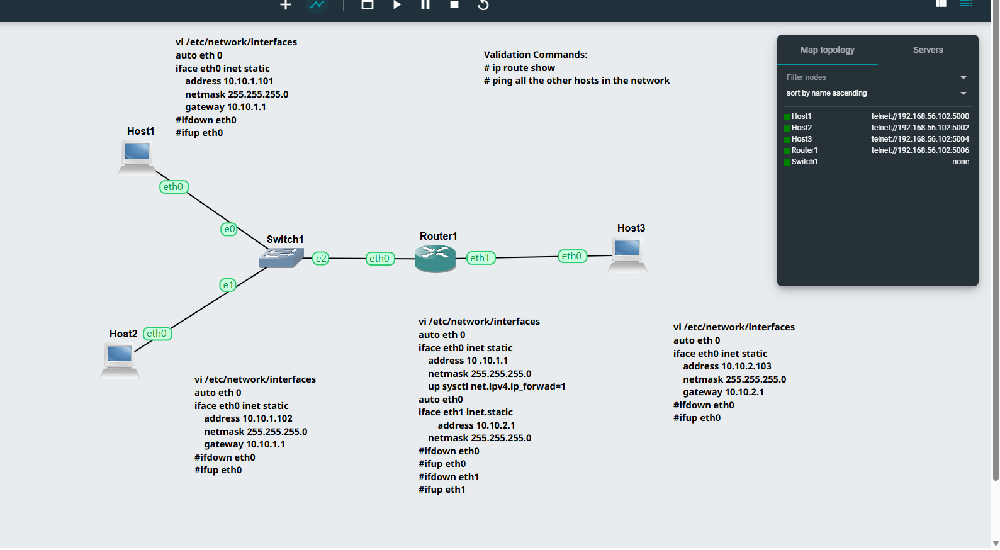 vi /etc/network/interfaces
auto eth 0
iface eth0 inet static
address 10.10.1.101
netmask 255.255.255.0
gateway 10.10.1.1
#ifdown eth0
#ifup eth0
Validation Commands:
# ip route show
# ping all the other hosts in the network
Map topology
Servers
Filter nodes
sort by name ascending
Host1 telnet://192.168.56.102:5000
Host2 telnet://192.168.56.102:5002
Host3 telnet://192.168.56.102:5004
Router1 telnet://192.168.56.102:5006
Switch1 none
Host1
eth0
e0
Switch1
e2
eth0
Router1
eth1
eth0
Host3
e1
Host2
eth0
vi /etc/network/interfaces
auto eth 0
iface eth0 inet static
address 10.10.1.102
netmask 255.255.255.0
gateway 10.10.1.1
#ifdown eth0
#ifup eth0
vi /etc/network/interfaces
auto eth 0
iface eth0 inet static
address 10 .10.1.1
netmask 255.255.255.0
up sysctl net.ipv4.ip_forwad=1
auto eth0
iface eth1 inet.static
address 10.10.2.1
netmask 255.255.255.0
#ifdown eth0
#ifup eth0
#ifdown eth1
#ifup eth1
vi /etc/network/interfaces
auto eth 0
iface eth0 inet static
address 10.10.2.103
netmask 255.255.255.0
gateway 10.10.2.1
#ifdown eth0
#ifup eth0